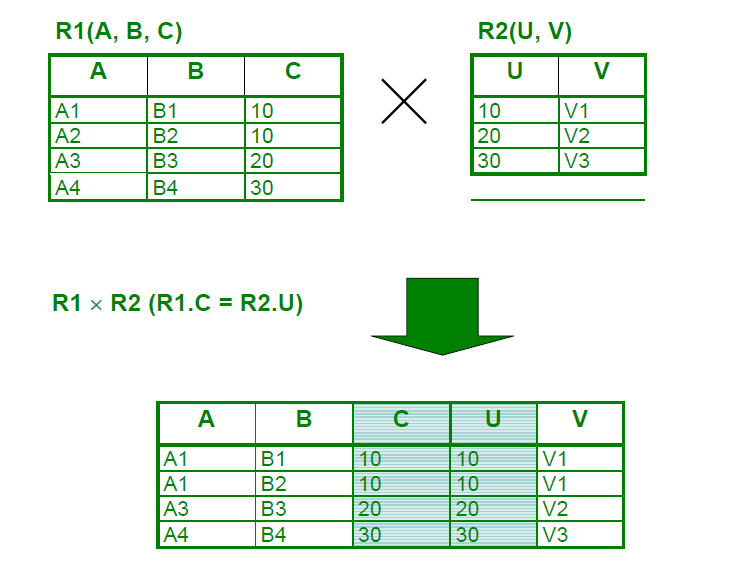 R1(A, B, C) R2(U, V)
A B C U V
A1 B1 10 10 V1
A2 B2 10 20 V2
A3 B3 20 30 V3
A4 B4 30
R1 × R2 (R1.C = R2.U)
A B C U V
A1 B1 10 10 V1
A1 B2 10 10 V1
A3 B3 20 20 V2
A4 B4 30 30 V3